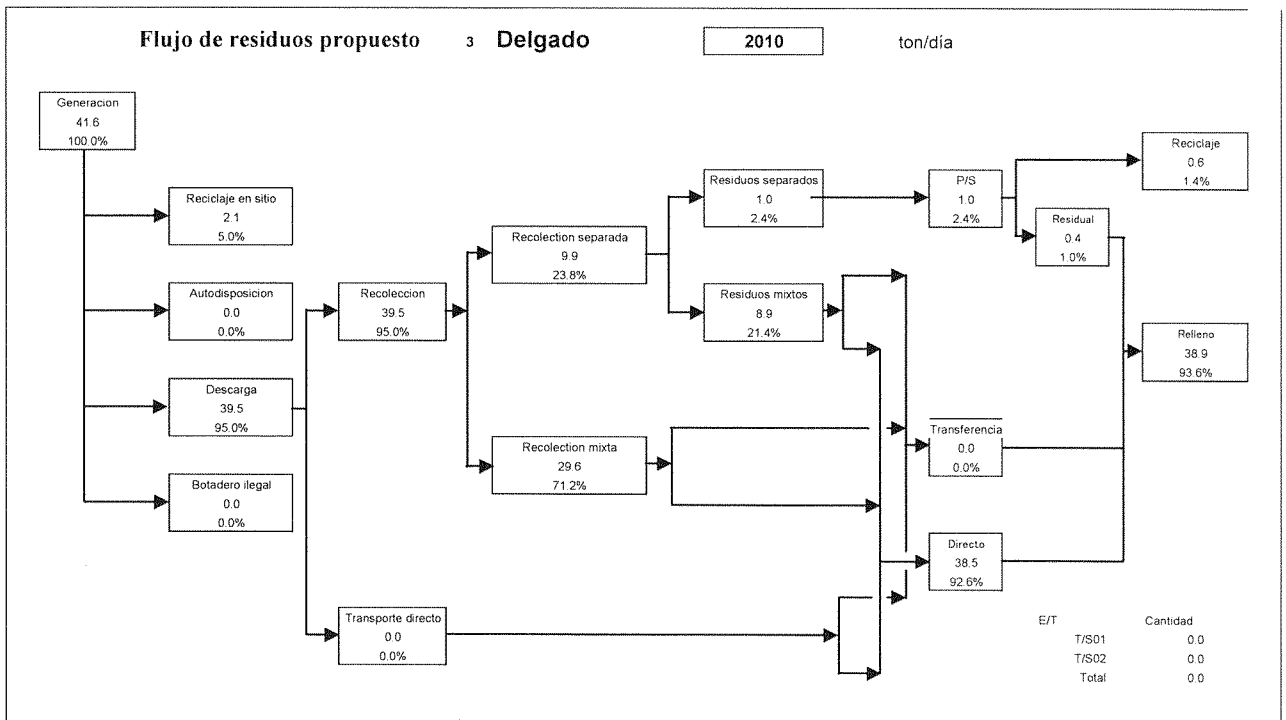 Flujo de residuos propuesto 3 Delgado 2010 ton/día
Generacion
41.6
100.0%
Reciclaje en sitio
2.1
5.0%
Autodisposicion
0.0
0.0%
Descarga
39.5
95.0%
Botadero ilegal
0.0
0.0%
Recoleccion
39.5
95.0%
Transporte directo
0.0
0.0%
Recolection separada
9.9
23.8%
Recolection mixta
29.6
71.2%
Residuos separados
1.0
2.4%
Residuos mixtos
8.9
21.4%
P/S
1.0
2.4%
Transferencia
0.0
0.0%
Directo
38.5
92.6%
Residual
0.4
1.0%
Reciclaje
0.6
1.4%
Relleno
38.9
93.6%
E/T Cantidad
T/S01 0.0
T/S02 0.0
Total 0.0